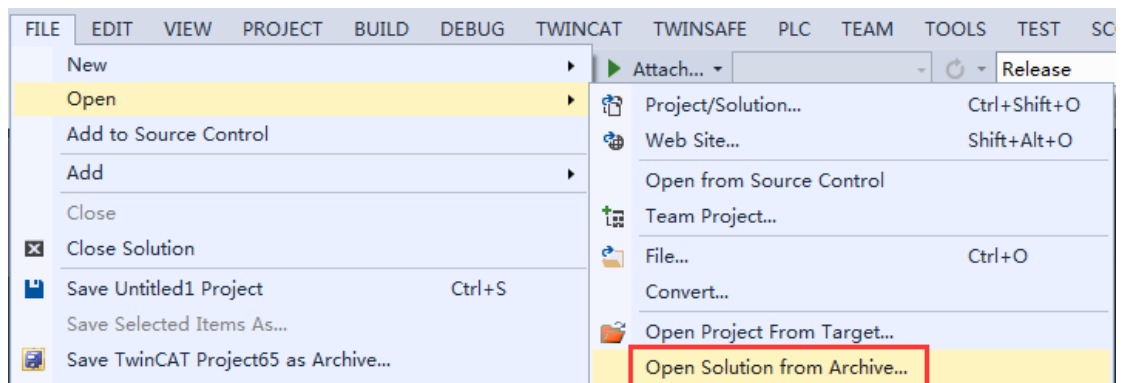 FILE EDIT VIEW PROJECT BUILD DEBUG TWINCAT TWINSAFE PLC TEAM TOOLS TEST SC
New
Attach... Release
Open
Project/Solution... Ctrl+Shift+O
Add to Source Control
Web Site... Shift+Alt+O
Add
Open from Source Control
Close
Team Project...
Close Solution
File... Ctrl+O
Save Untitled1 Project Ctrl+S
Convert...
Save Selected Items As...
Open Project From Target...
Save TwinCAT Project65 as Archive...
Open Solution from Archive...